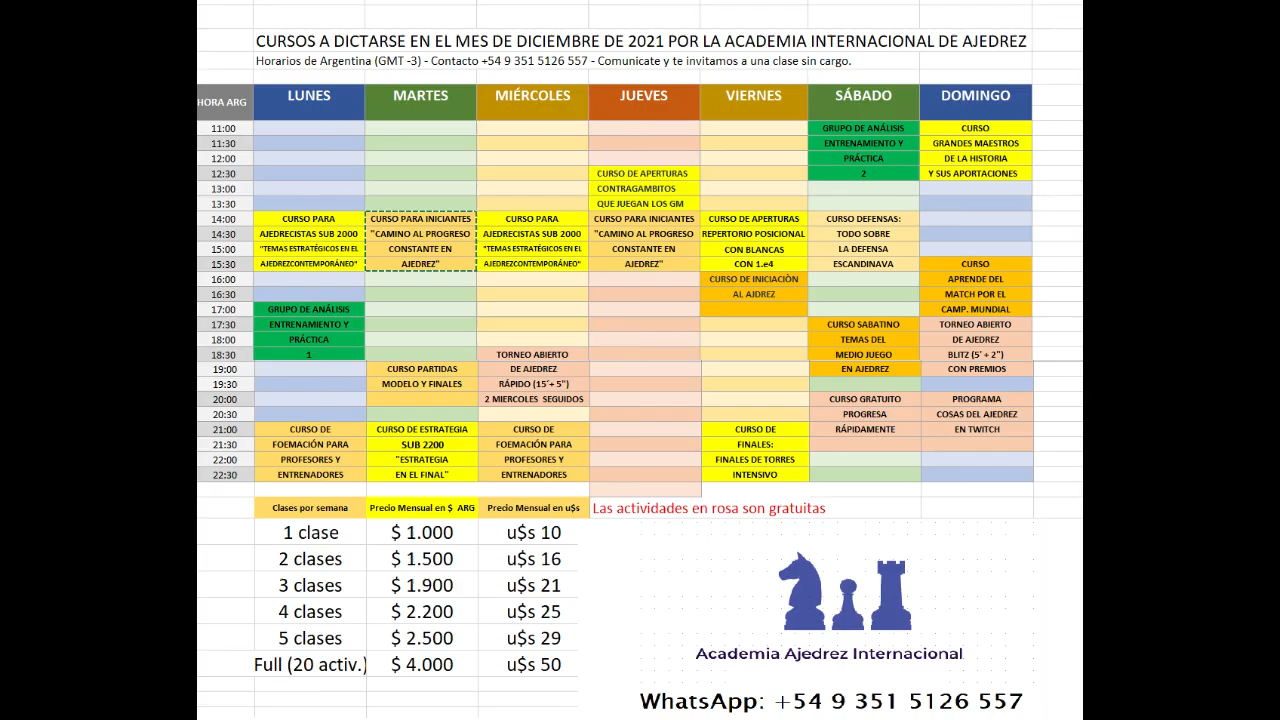 CURSOS A DICTARSE EN EL MES DE DICIEMBRE DE 2021 POR LA ACADEMIA INTERNACIONAL DE AJEDREZ
Horarios de Argentina (GMT -3) - Contacto +54 9 351 5126 557 - Comunicate y te invitamos a una clase sin cargo.
HORA ARG LUNES MARTES MIÉRCOLES JUEVES VIERNES SÁBADO DOMINGO
11:00 GRUPO DE ANÁLISIS CURSO
11:30 ENTRENAMIENTO Y GRANDES MAESTROS
12:00 PRÁCTICA DE LA HISTORIA
12:30 CURSO DE APERTURAS 2 Y SUS APORTACIONES
13:00 CONTRAGAMBITOS
13:30 QUE JUEGAN LOS GM
14:00 CURSO PARA CURSO PARA INICIANTES CURSO PARA CURSO PARA INICIANTES CURSO DE APERTURAS CURSO DEFENSAS:
14:30 AJEDRECISTAS SUB 2000 "CAMINO AL PROGRESO AJEDRECISTAS SUB 2000 "CAMINO AL PROGRESO REPERTORIO POSICIONAL TODO SOBRE
15:00 "TEMAS ESTRATÉGICOS EN EL CONSTANTE EN "TEMAS ESTRATÉGICOS EN EL CONSTANTE EN CON BLANCAS LA DEFENSA
15:30 AJEDREZCONTEMPORÁNEO" AJEDREZ" AJEDREZCONTEMPORÁNEO" AJEDREZ" CON 1.e4 ESCANDINAVA CURSO
16:00 CURSO DE INICIACIÒN APRENDE DEL
16:30 AL AJDREZ MATCH POR EL
17:00 GRUPO DE ANÁLISIS CAMP. MUNDIAL
17:30 ENTRENAMIENTO Y CURSO SABATINO TORNEO ABIERTO
18:00 PRÁCTICA TEMAS DEL DE AJEDREZ
18:30 1 TORNEO ABIERTO MEDIO JUEGO BLITZ (5' + 2")
19:00 CURSO PARTIDAS DE AJEDREZ EN AJEDREZ CON PREMIOS
19:30 MODELO Y FINALES RÁPIDO (15´+ 5")
20:00 2 MIERCOLES SEGUIDOS CURSO GRATUITO PROGRAMA
20:30 PROGRESA COSAS DEL AJEDREZ
21:00 CURSO DE CURSO DE ESTRATEGIA CURSO DE CURSO DE RÁPIDAMENTE EN TWITCH
21:30 FOEMACIÓN PARA SUB 2200 FOEMACIÓN PARA FINALES:
22:00 PROFESORES Y "ESTRATEGIA PROFESORES Y FINALES DE TORRES
22:30 ENTRENADORES EN EL FINAL" ENTRENADORES INTENSIVO
Clases por semana Precio Mensual en $ ARG Precio Mensual en u$s Las actividades en rosa son gratuitas
1 clase $ 1.000 u$s 10
2 clases $ 1.500 u$s 16
3 clases $ 1.900 u$s 21
4 clases $ 2.200 u$s 25
5 clases $ 2.500 u$s 29
Full (20 activ.) $ 4.000 u$s 50
Academia Ajedrez Internacional
WhatsApp: +54 9 351 5126 557